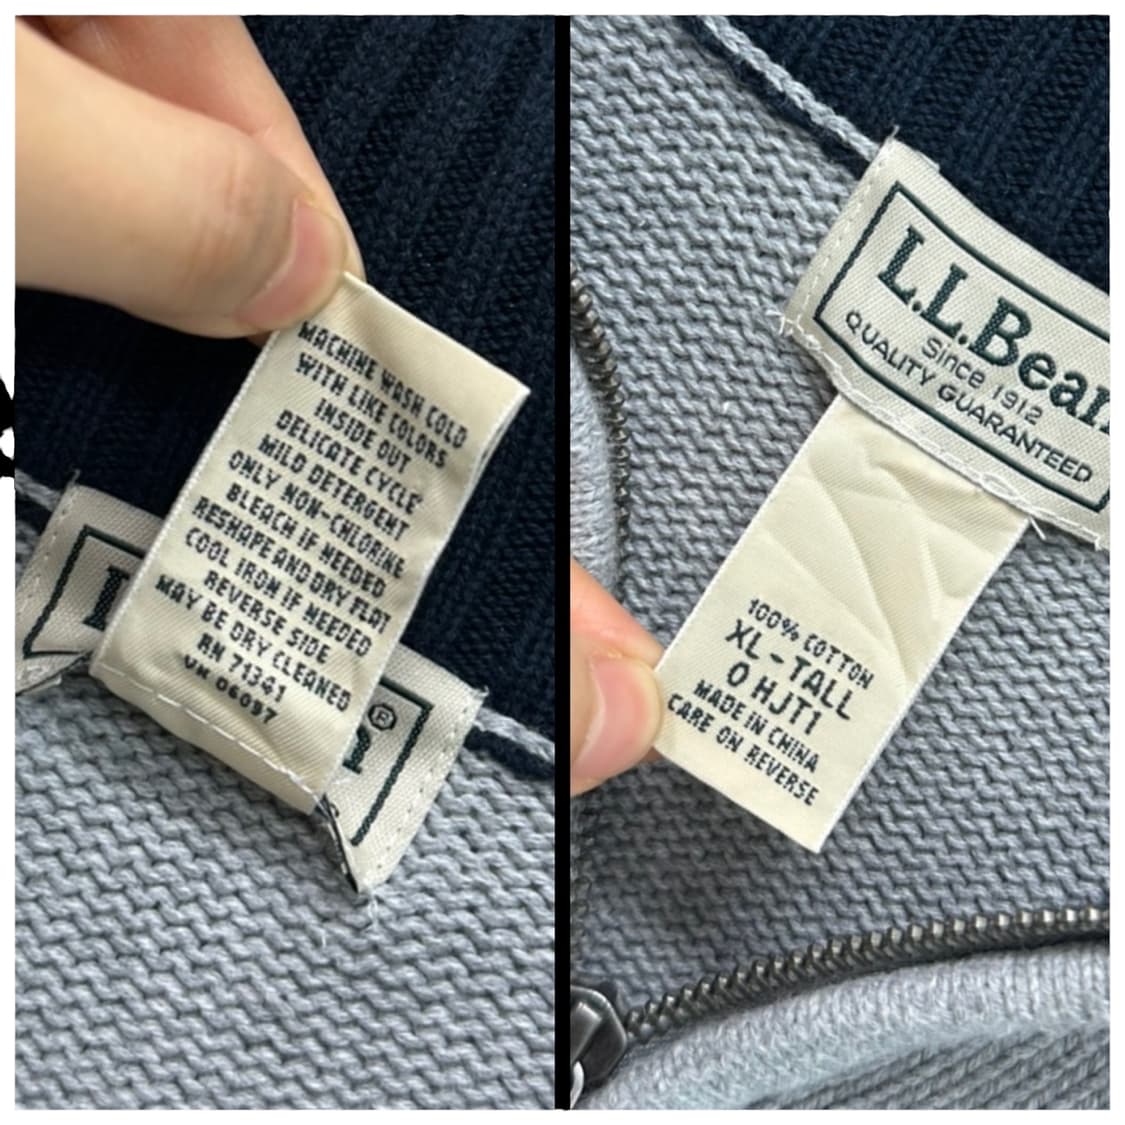 MACHINE WASH COLD
WITH LIKE COLORS
INSIDE OUT
DELICATE CYCLE
MILD DETERGENT
ONLY NON-CHLORINE
BLEACH IF NEEDED
RESHAPE AND DRY FLAT
COOL IRON IF NEEDED
REVERSE SIDE
MAY BE DRY CLEANED
RN 71341
VN 06097
®
L.L.Bean
Since 1912
QUALITY GUARANTEED
100% COTTON
XL-TALL
0 HJT1
MADE IN CHINA
CARE ON REVERSE